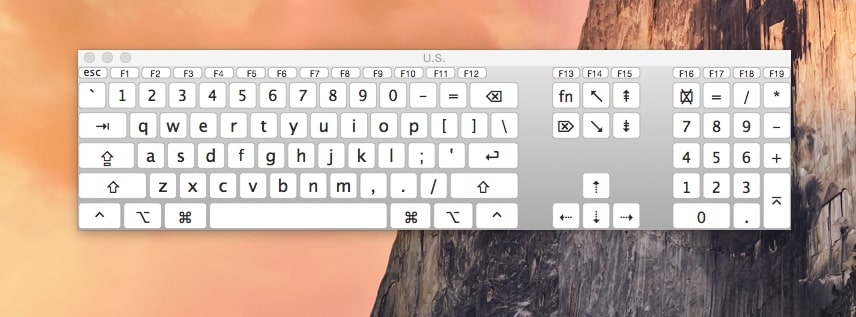 U.S.
esc F1 F2 F3 F4 F5 F6 F7 F8 F9 F10 F11 F12 F13 F14 F15 F16 F17 F18 F19
` 1 2 3 4 5 6 7 8 9 0 - = ⌫ fn ↖ ⇞ = / *
⇥ q w e r t y u i o p [ ] \ ⌦ ↘ ⇟ 7 8 9 -
⇪ a s d f g h j k l ; ' ↩ 4 5 6 +
⇧ z x c v b n m , . / ⇧ ⇡ 1 2 3 ⌤
⌃ ⌥ ⌘ ⌘ ⌥ ⌃ ⇠ ⇣ ⇢ 0 .